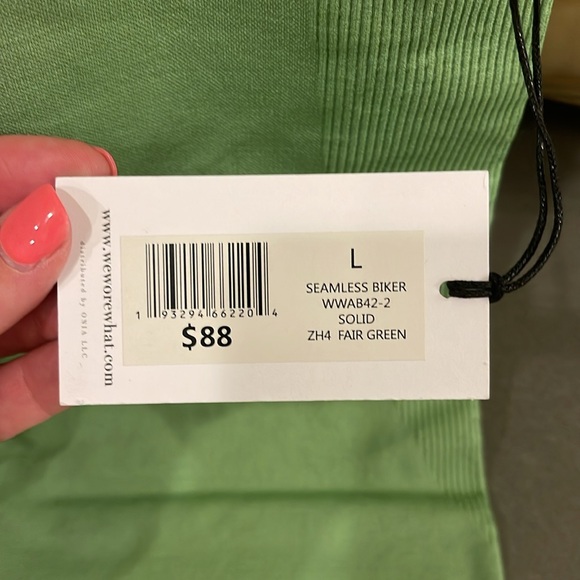 www.weworewhat.com
distributed by ONIA LLC.
1 93294 66220 4
$88
L
SEAMLESS BIKER
WWAB42-2
SOLID
ZH4 FAIR GREEN